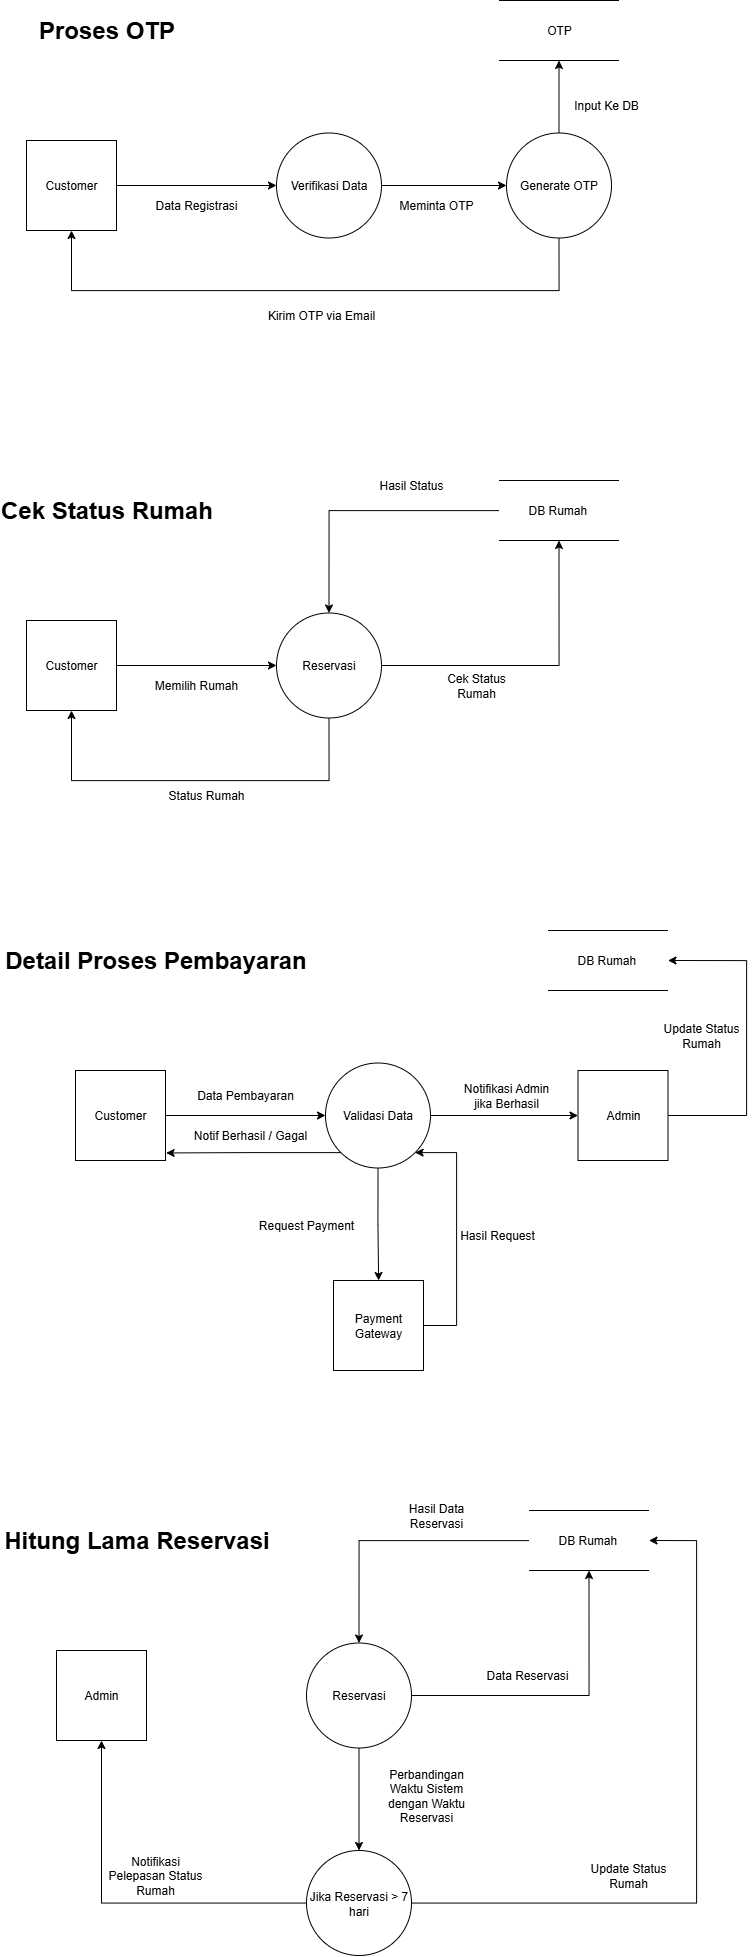 Proses OTP
OTP
Input Ke DB
Customer
Verifikasi Data
Generate OTP
Data Registrasi
Meminta OTP
Kirim OTP via Email
Hasil Status
Cek Status Rumah
DB Rumah
Customer
Reservasi
Memilih Rumah
Cek Status
Rumah
Status Rumah
Detail Proses Pembayaran
DB Rumah
Update Status
Rumah
Customer
Data Pembayaran
Validasi Data
Notifikasi Admin
jika Berhasil
Admin
Notif Berhasil / Gagal
Request Payment
Hasil Request
Payment
Gateway
Hasil Data
Reservasi
Hitung Lama Reservasi
DB Rumah
Admin
Reservasi
Data Reservasi
Perbandingan
Waktu Sistem
dengan Waktu
Reservasi
Notifikasi
Pelepasan Status
Rumah
Jika Reservasi > 7
hari
Update Status
Rumah